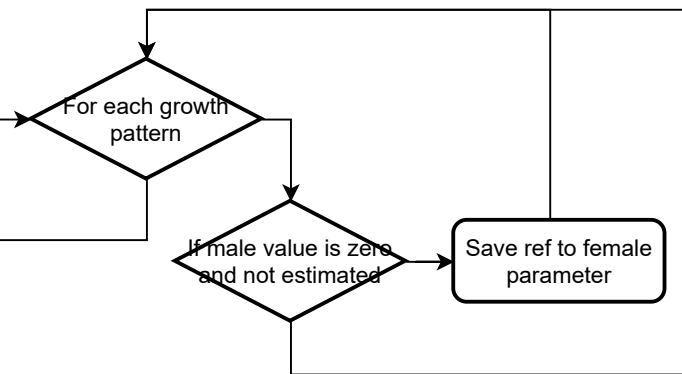 For each growth
pattern
If male value is zero
and not estimated
Save ref to female
parameter